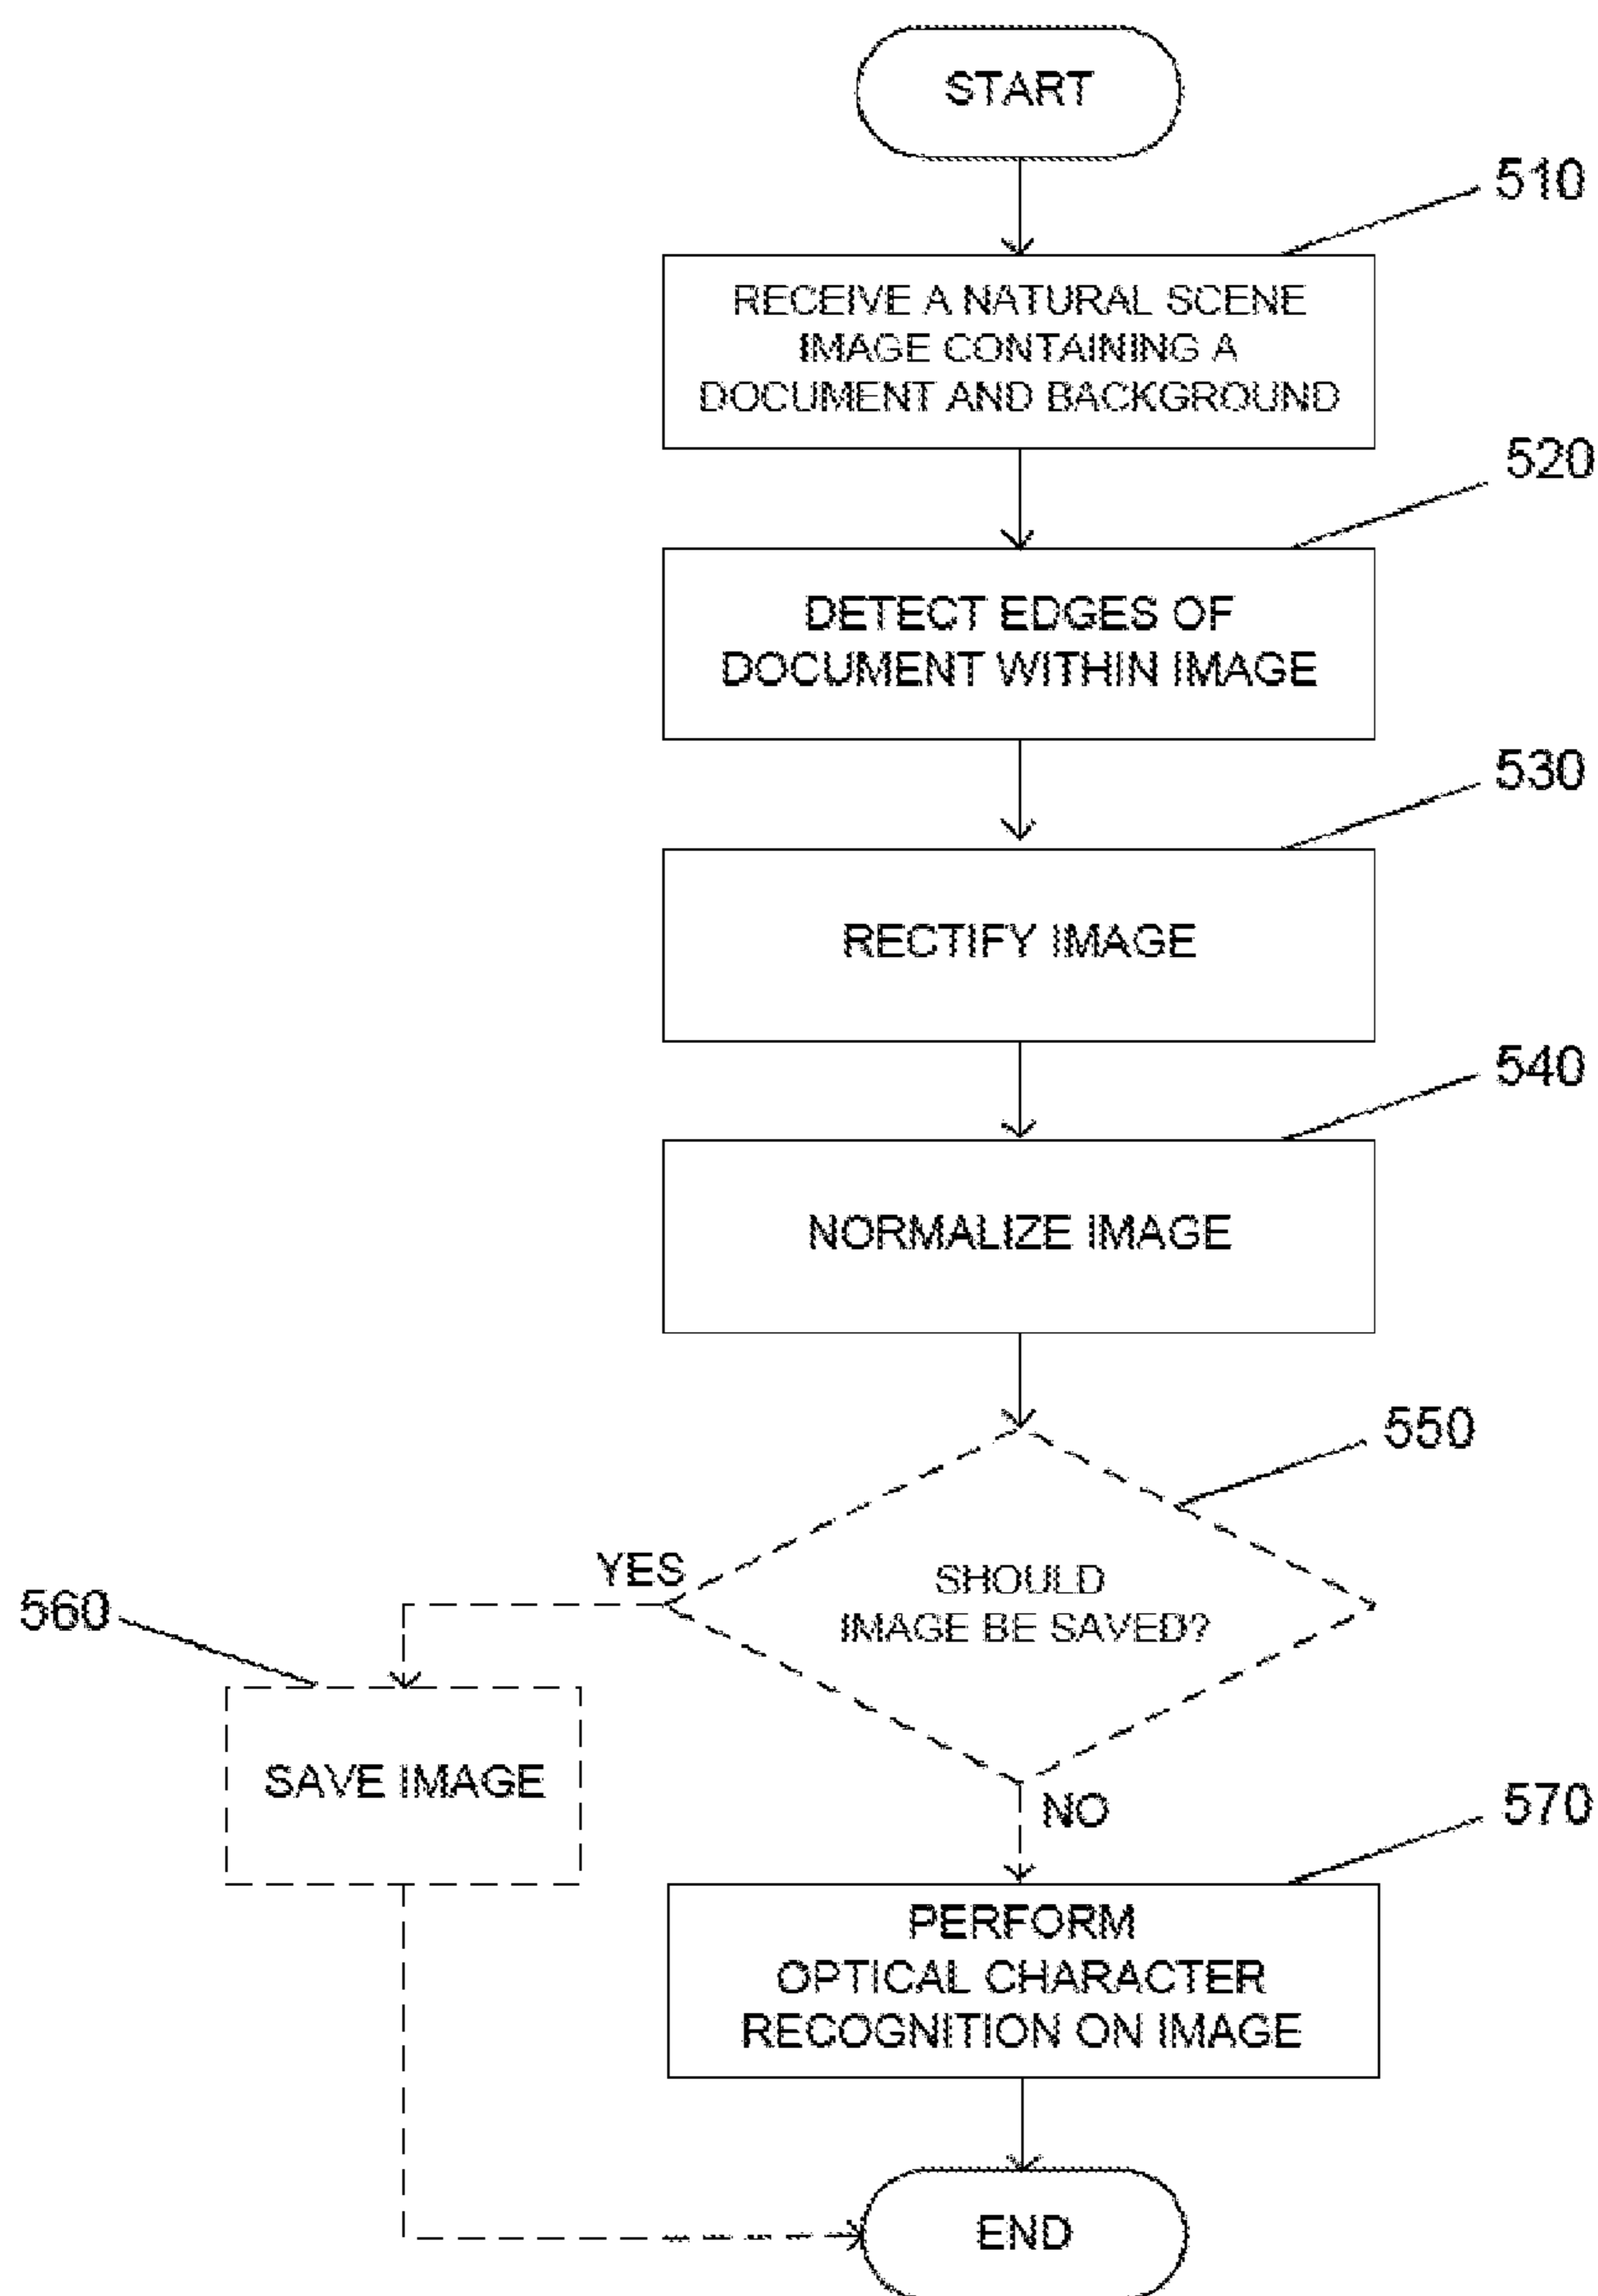 START
510
RECEIVE A NATURAL SCENE
IMAGE CONTAINING A
DOCUMENT AND BACKGROUND
520
DETECT EDGES OF
DOCUMENT WITHIN IMAGE
530
RECTIFY IMAGE
540
NORMALIZE IMAGE
550
SHOULD
IMAGE BE SAVED?
YES
560
SAVE IMAGE
NO
570
PERFORM
OPTICAL CHARACTER
RECOGNITION ON IMAGE
END